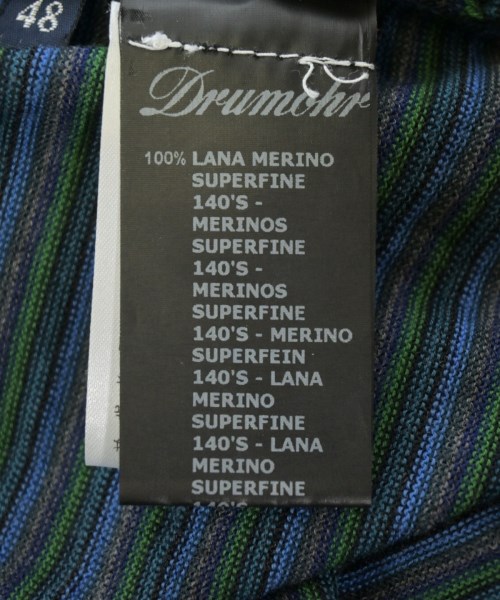 48
Drumohr
100% LANA MERINO
SUPERFINE
140'S -
MERINOS
SUPERFINE
140'S -
MERINOS
SUPERFINE
140'S - MERINO
SUPERFEIN
140'S - LANA
MERINO
SUPERFINE
140'S - LANA
MERINO
SUPERFINE